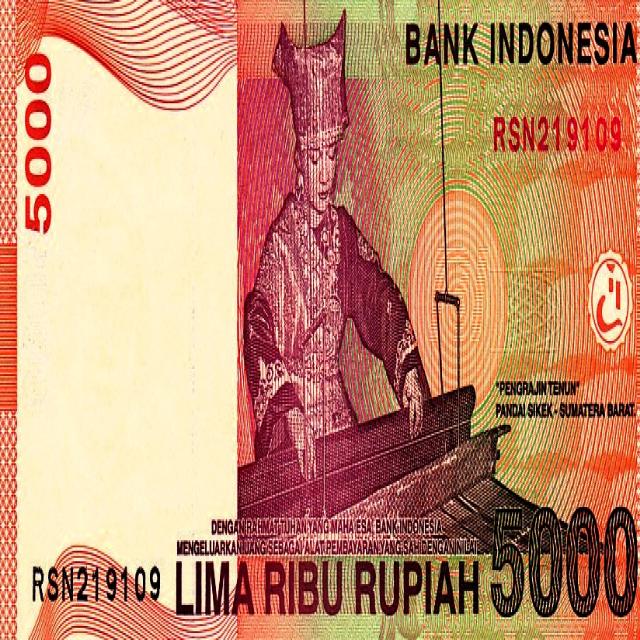 BANK INDONESIA
5000
RSN219109
"PENGRAJIN TENUN"
PANDAI SIKEK - SUMATERA BARAT.
DENGAN RAHMAT TUHAN YANG MAHA ESA, BANK INDONESIA
MENGELUARKAN UANG SEBAGAI ALAT PEMBAYARAN YANG SAH DENGAN NILAI
RSN219109
LIMA RIBU RUPIAH
5000